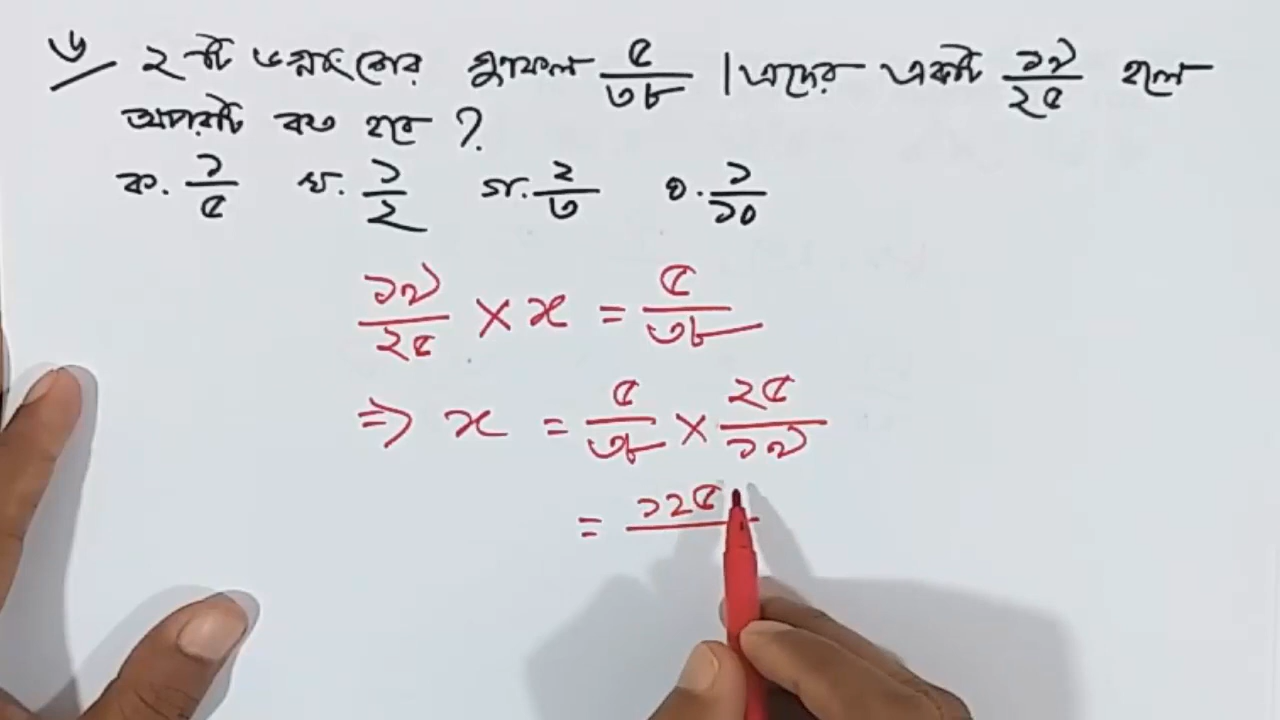 ৬/ ২ টি ভগ্নাংশের গুণফল ৫/৩৮ । এদের একটি ১৯/২৫ হলে
অপরটি কত হবে ?
ক. ১/৫ খ. ১/২ গ. ২/৩ ঘ. ১/১০
১৯/২৫ × x = ৫/৩৮
⇒ x = ৫/৩৮ × ২৫/১৯
= ১২৫